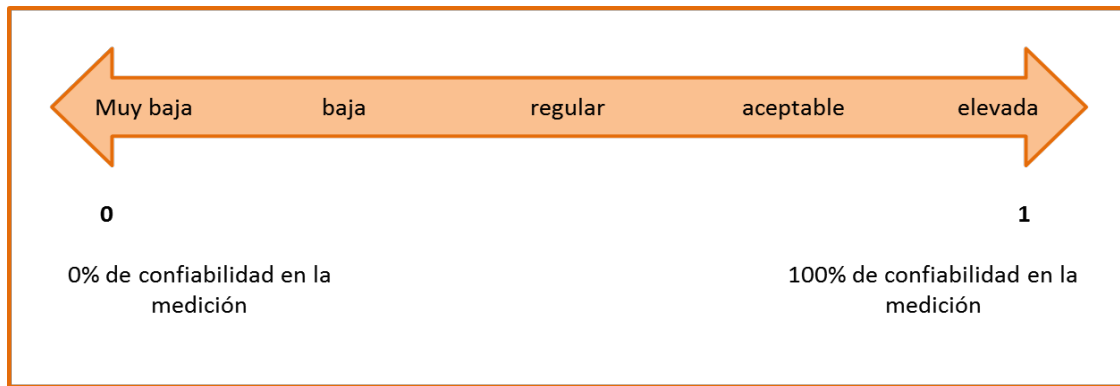 Muy baja baja regular aceptable elevada
0 1
0% de confiabilidad en la
medición
100% de confiabilidad en la
medición